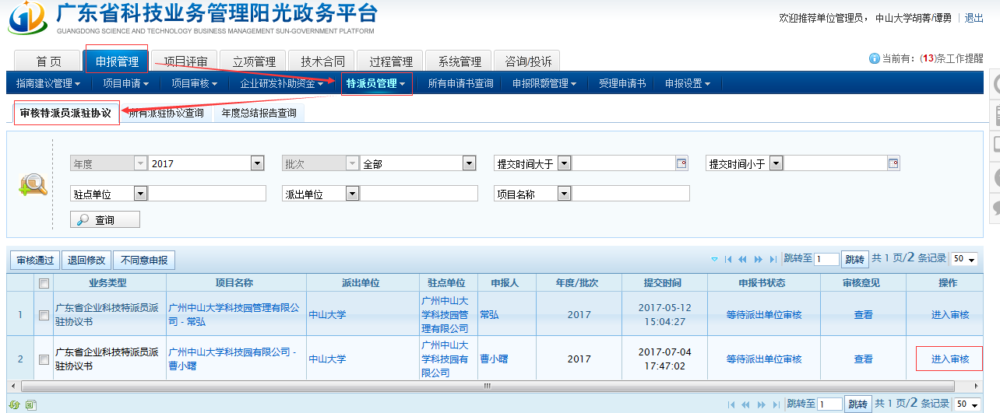 广东省科技业务管理阳光政务平台
GUANGDONG SCIENCE AND TECHNOLOGY BUSINESS MANAGEMENT SUN-GOVERNMENT PLATFORM
欢迎推荐单位管理员， 中山大学胡菁/谭勇 | 退出
首 页 申报管理 项目评审 立项管理 技术合同 过程管理 系统管理 咨询/投诉
当前有：(13)条工作提醒
指南建议管理 项目申请 项目审核 企业研发补助资金 特派员管理 所有申请书查询 申报限额管理 受理申请书 申报设置
审核特派员派驻协议 所有派驻协议查询 年度总结报告查询
年度 2017 批次 全部 提交时间大于 提交时间小于
驻点单位 派出单位 项目名称
查询
审核通过 退回修改 不同意申报 跳转至 1 跳转 共 1 页/2 条记录 50
业务类型 项目名称 派出单位 驻点单位 申报人 年度/批次 提交时间 申报书状态 审核意见 操作
1 广东省企业科技特派员派驻协议书 广州中山大学科技园管理有限公司 - 常弘 中山大学 广州中山大学科技园管理有限公司 常弘 2017 2017-05-12 15:04:27 等待派出单位审核 查看 进入审核
2 广东省企业科技特派员派驻协议书 广州中山大学科技园有限公司 - 曹小曙 中山大学 广州中山大学科技园有限公司 曹小曙 2017 2017-07-04 17:47:02 等待派出单位审核 查看 进入审核
跳转至 1 跳转 共 1 页/2 条记录 50